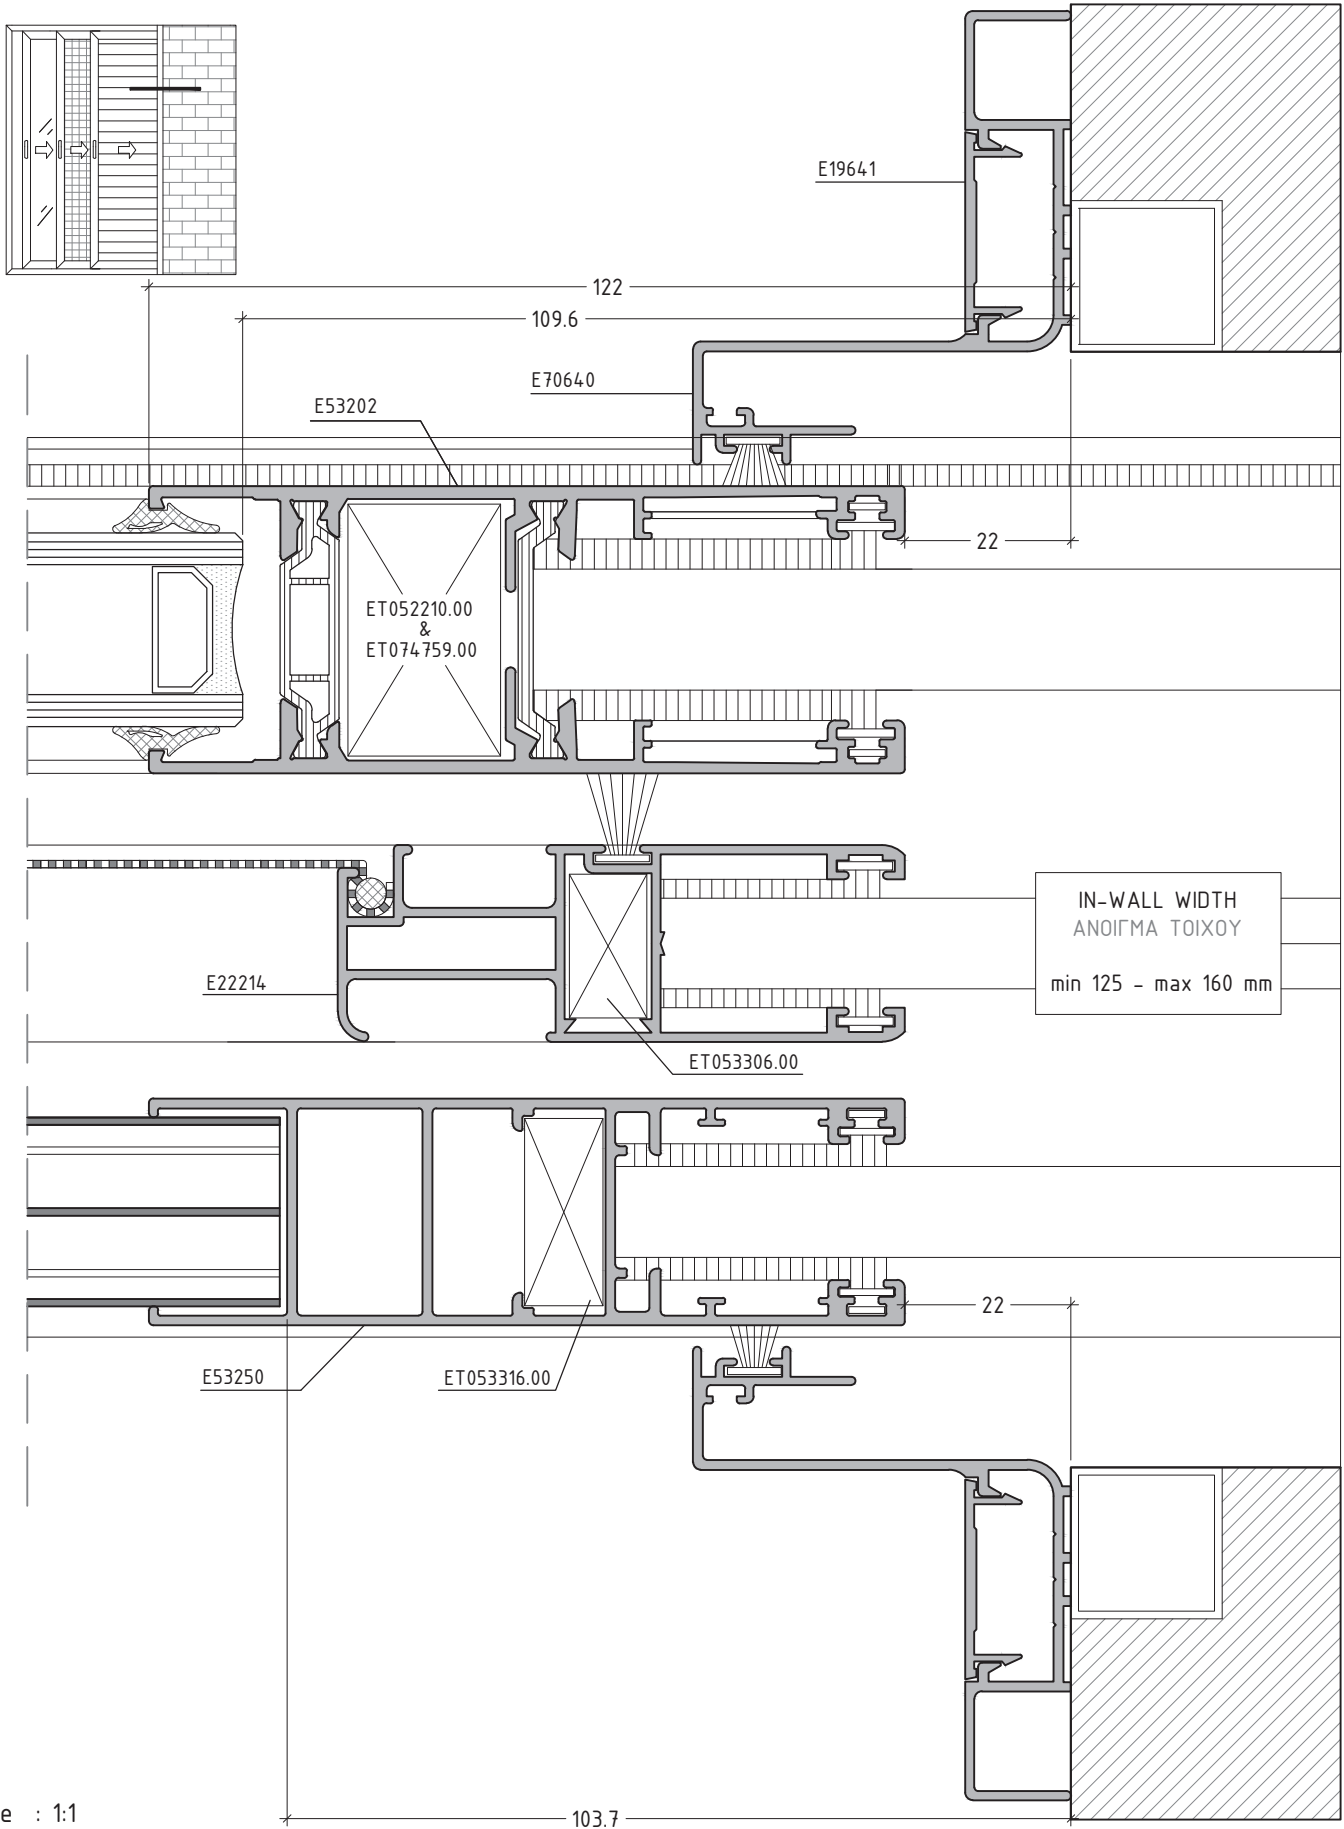 E19641
122
109.6
E70640
E53202
22
ET052210.00
&
ET074759.00
IN-WALL WIDTH
ΑΝΟΙΓΜΑ ΤΟΙΧΟΥ
min 125 - max 160 mm
E22214
ET053306.00
22
E53250
ET053316.00
e : 1:1
103.7